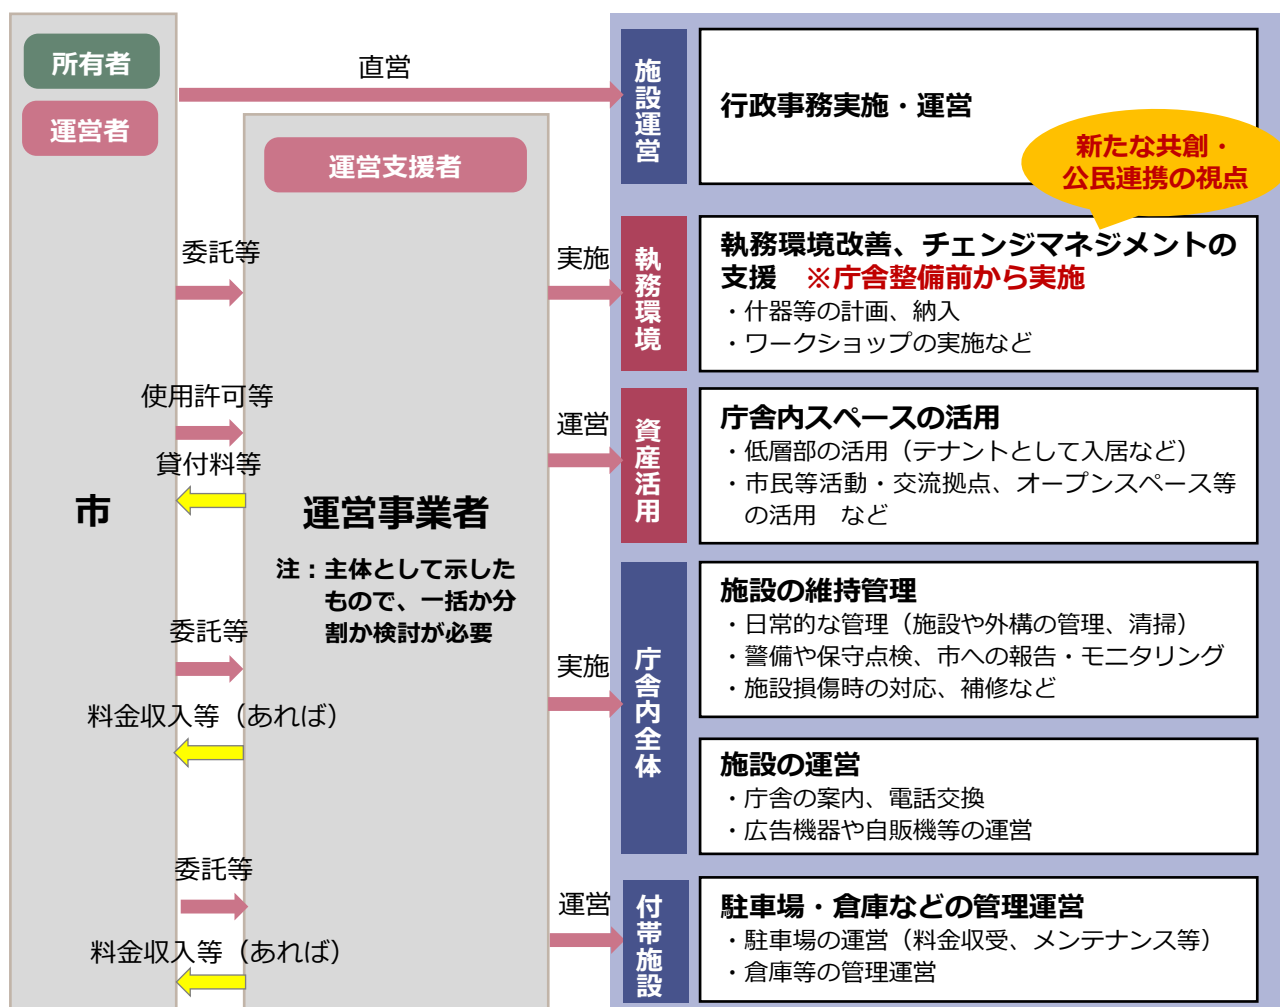 所有者
運営者
市
直営
運営支援者
運営事業者
注：主体として示した
もので、一括か分
割か検討が必要
委託等
実施
使用許可等
貸付料等
運営
委託等
料金収入等（あれば）
実施
委託等
料金収入等（あれば）
運営
施設運営
行政事務実施・運営
新たな共創・
公民連携の視点
執務環境
執務環境改善、チェンジマネジメントの
支援　※庁舎整備前から実施
・什器等の計画、納入
・ワークショップの実施など
資産活用
庁舎内スペースの活用
・低層部の活用（テナントとして入居など）
・市民等活動・交流拠点、オープンスペース等
の活用　など
庁舎内全体
施設の維持管理
・日常的な管理（施設や外構の管理、清掃）
・警備や保守点検、市への報告・モニタリング
・施設損傷時の対応、補修など
施設の運営
・庁舎の案内、電話交換
・広告機器や自販機等の運営
付帯施設
駐車場・倉庫などの管理運営
・駐車場の運営（料金収受、メンテナンス等）
・倉庫等の管理運営